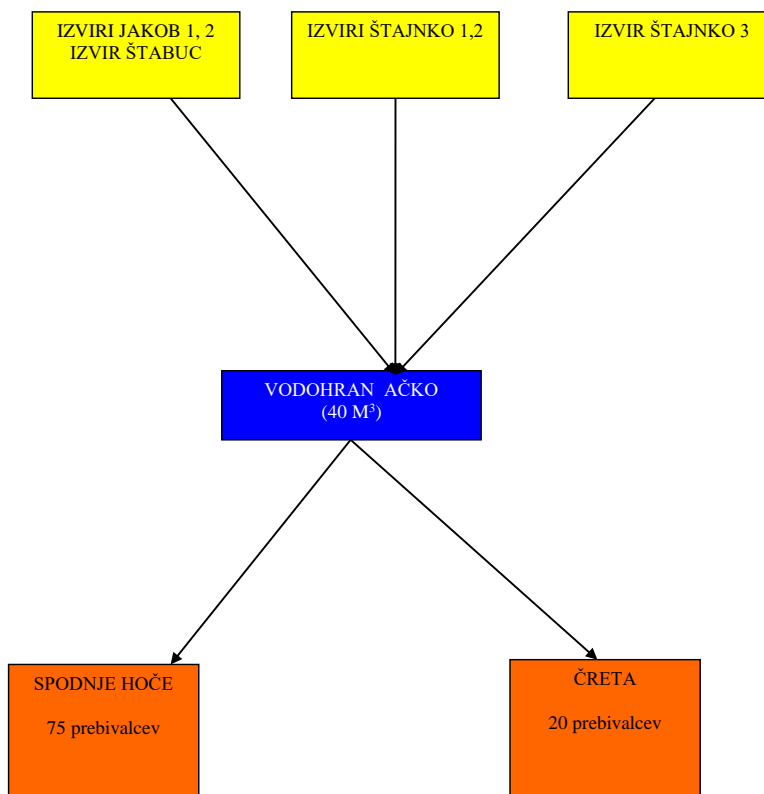 IZVIRI JAKOB 1, 2
IZVIR ŠTABUC
IZVIRI ŠTAJNKO 1,2
IZVIR ŠTAJNKO 3
VODOHRAN AČKO
(40 M³)
SPODNJE HOČE
75 prebivalcev
ČRETA
20 prebivalcev